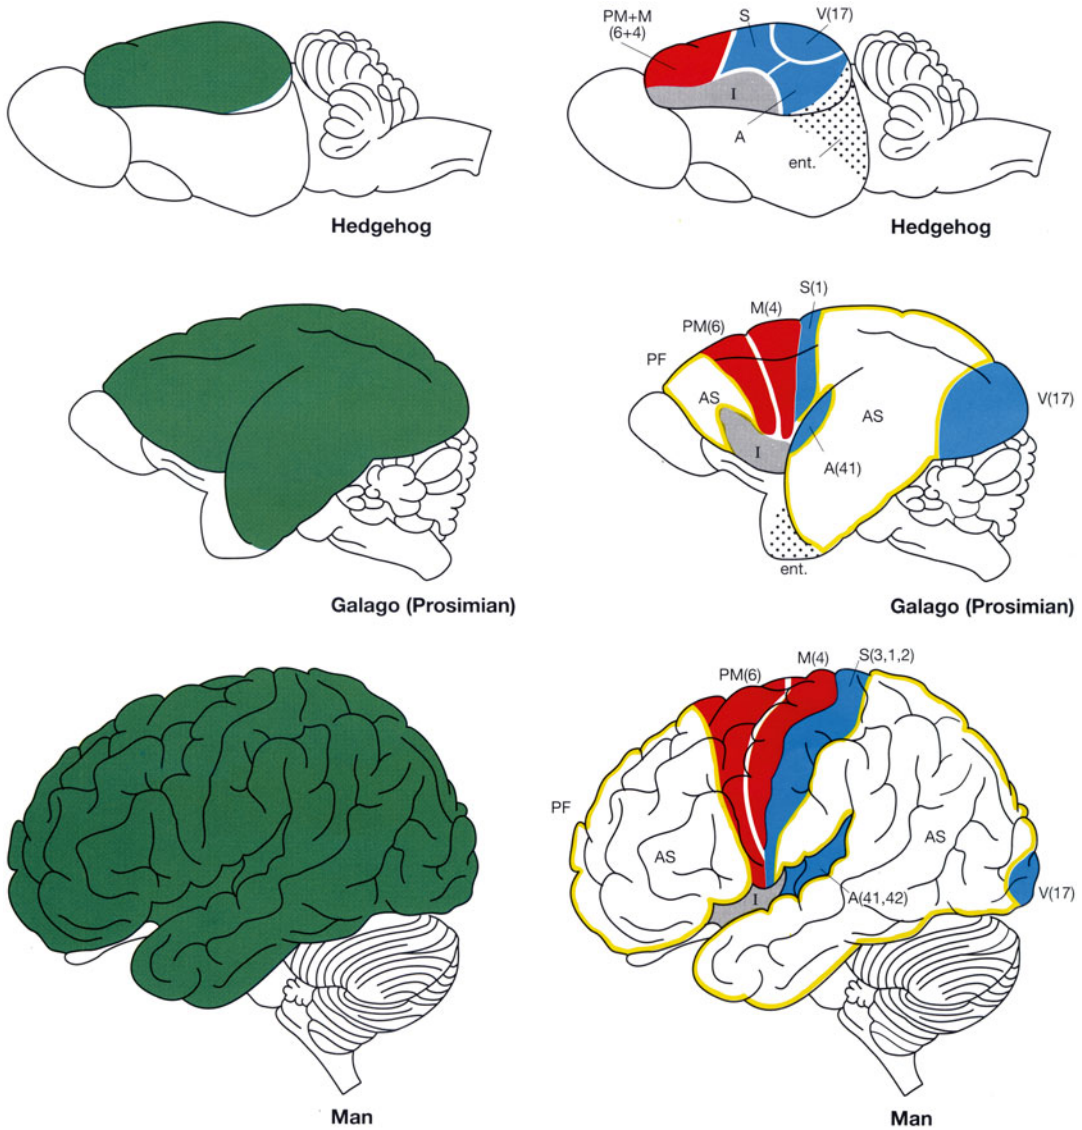 PM+M
(6+4)
S
V(17)
I
A
ent.
Hedgehog
Hedgehog
S(1)
M(4)
PM(6)
PF
AS
AS
V(17)
I
A(41)
ent.
Galago (Prosimian)
Galago (Prosimian)
S(3,1,2)
M(4)
PM(6)
PF
AS
AS
I
A(41,42)
V(17)
Man
Man